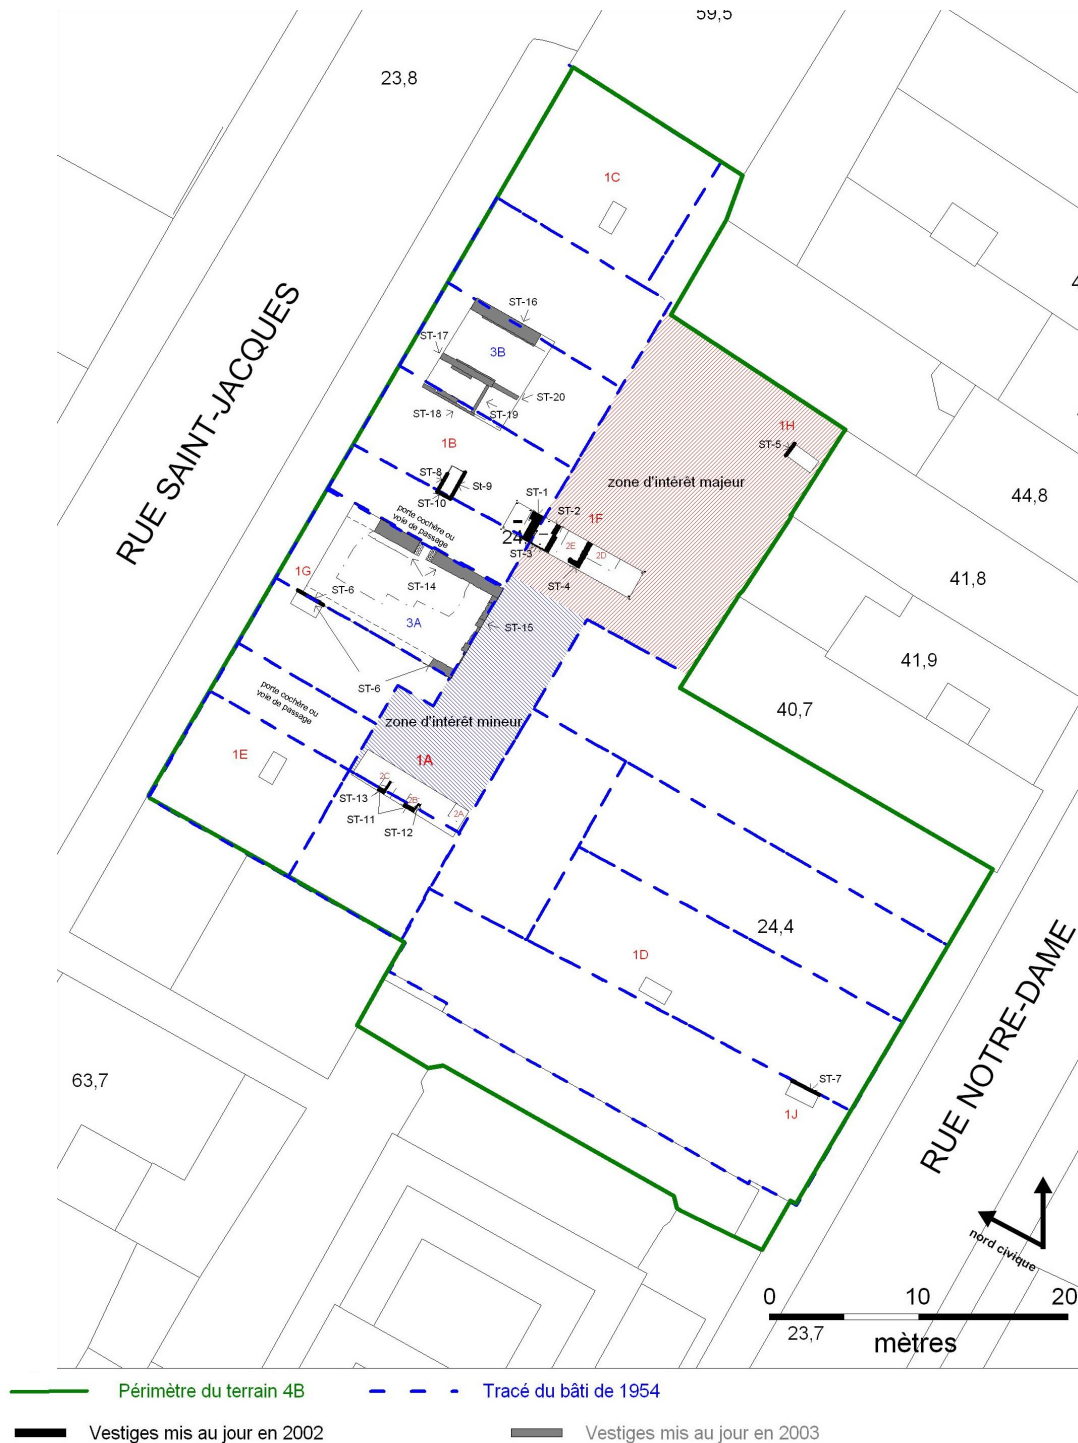 59,5
23,8
1C
ST-16
ST-17
3B
ST-20
ST-19
ST-18
1B
1H
ST-5
RUE SAINT-JACQUES
zone d'intérêt majeur
44,8
ST-8
St-9
ST-10
ST-1
ST-2
1F
porte cochère ou
voie de passage
2E
2D
ST-3
ST-4
41,8
1G
ST-6
ST-14
3A
ST-15
41,9
ST-6
porte cochère ou
voie de passage
40,7
zone d'intérêt mineur
1E
1A
2C
2B
2A
ST-13
ST-11
ST-12
24,4
1D
RUE NOTRE-DAME
63,7
ST-7
1J
nord civique
0 10 20
23,7
mètres
Périmètre du terrain 4B
Tracé du bâti de 1954
Vestiges mis au jour en 2002
Vestiges mis au jour en 2003